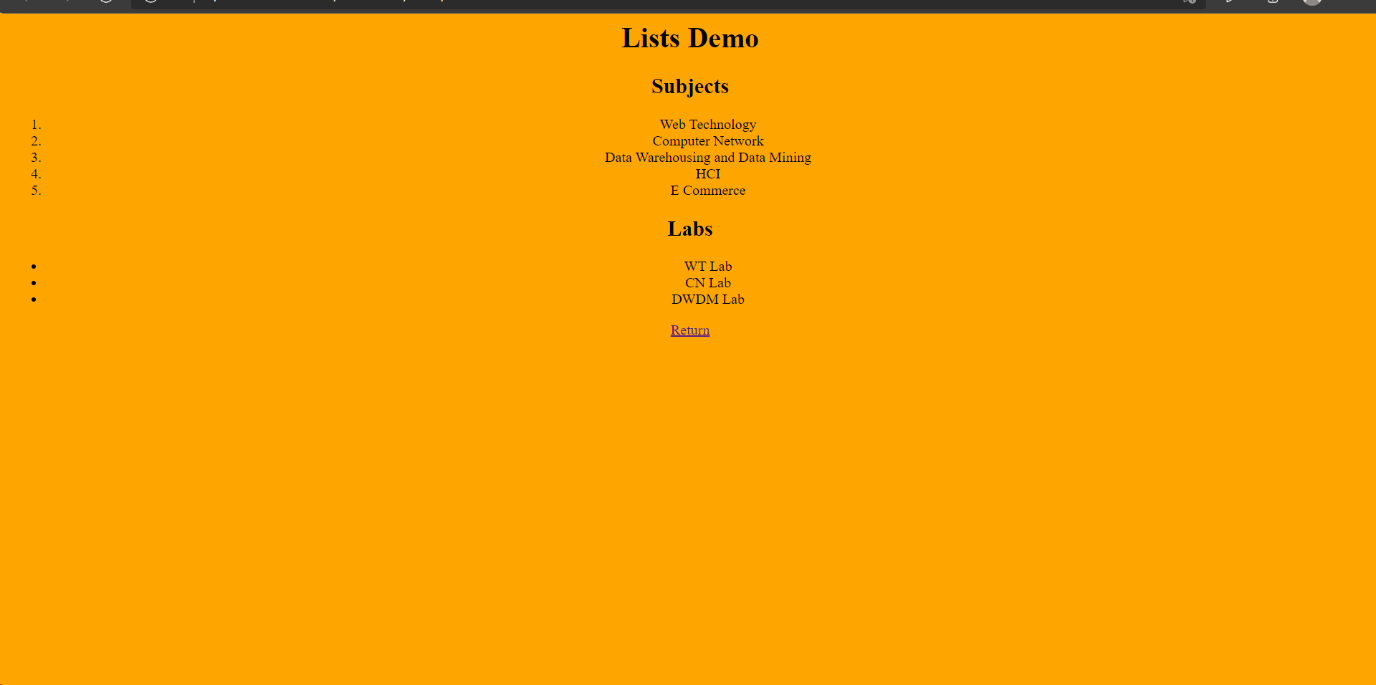 Lists Demo
Subjects
1. Web Technology
2. Computer Network
3. Data Warehousing and Data Mining
4. HCI
5. E Commerce
Labs
• WT Lab
• CN Lab
• DWDM Lab
Return